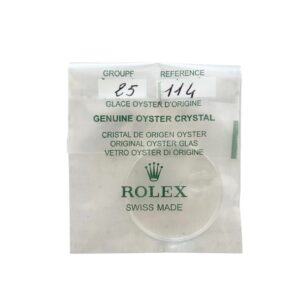 GROUPE REFERENCE
25 114
GLACE OYSTER D'ORIGINE
GENUINE OYSTER CRYSTAL
CRISTAL DE ORIGEN OYSTER
ORIGINAL OYSTER GLAS
VETRO OYSTER DI ORIGINE
ROLEX
SWISS MADE